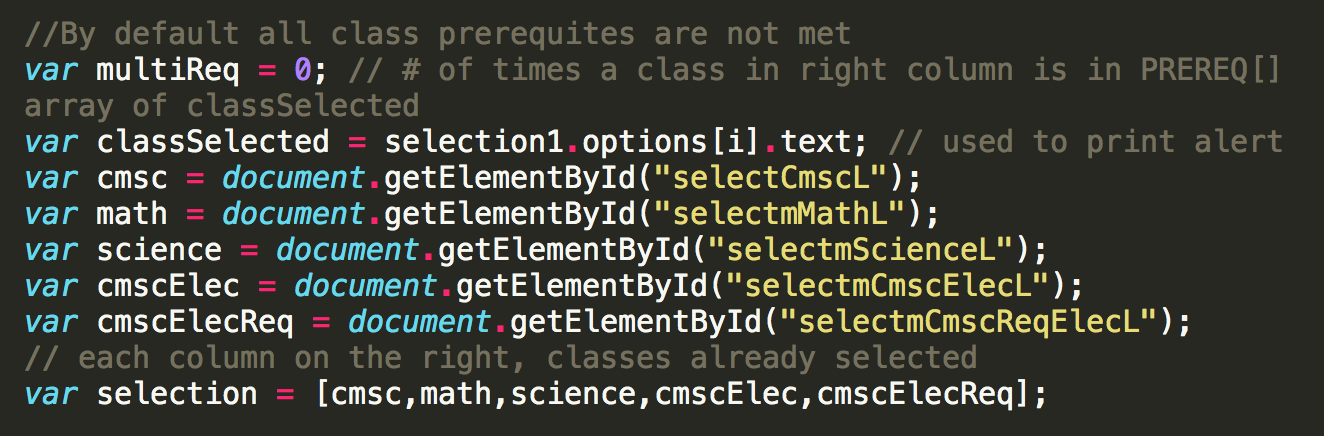 //By default all class prerequites are not met
var multiReq = 0; // # of times a class in right column is in PREREQ[]
array of classSelected
var classSelected = selection1.options[i].text; // used to print alert
var cmsc = document.getElementById("selectCmscL");
var math = document.getElementById("selectmMathL");
var science = document.getElementById("selectmScienceL");
var cmscElec = document.getElementById("selectmCmscElecL");
var cmscElecReq = document.getElementById("selectmCmscReqElecL");
// each column on the right, classes already selected
var selection = [cmsc,math,science,cmscElec,cmscElecReq];